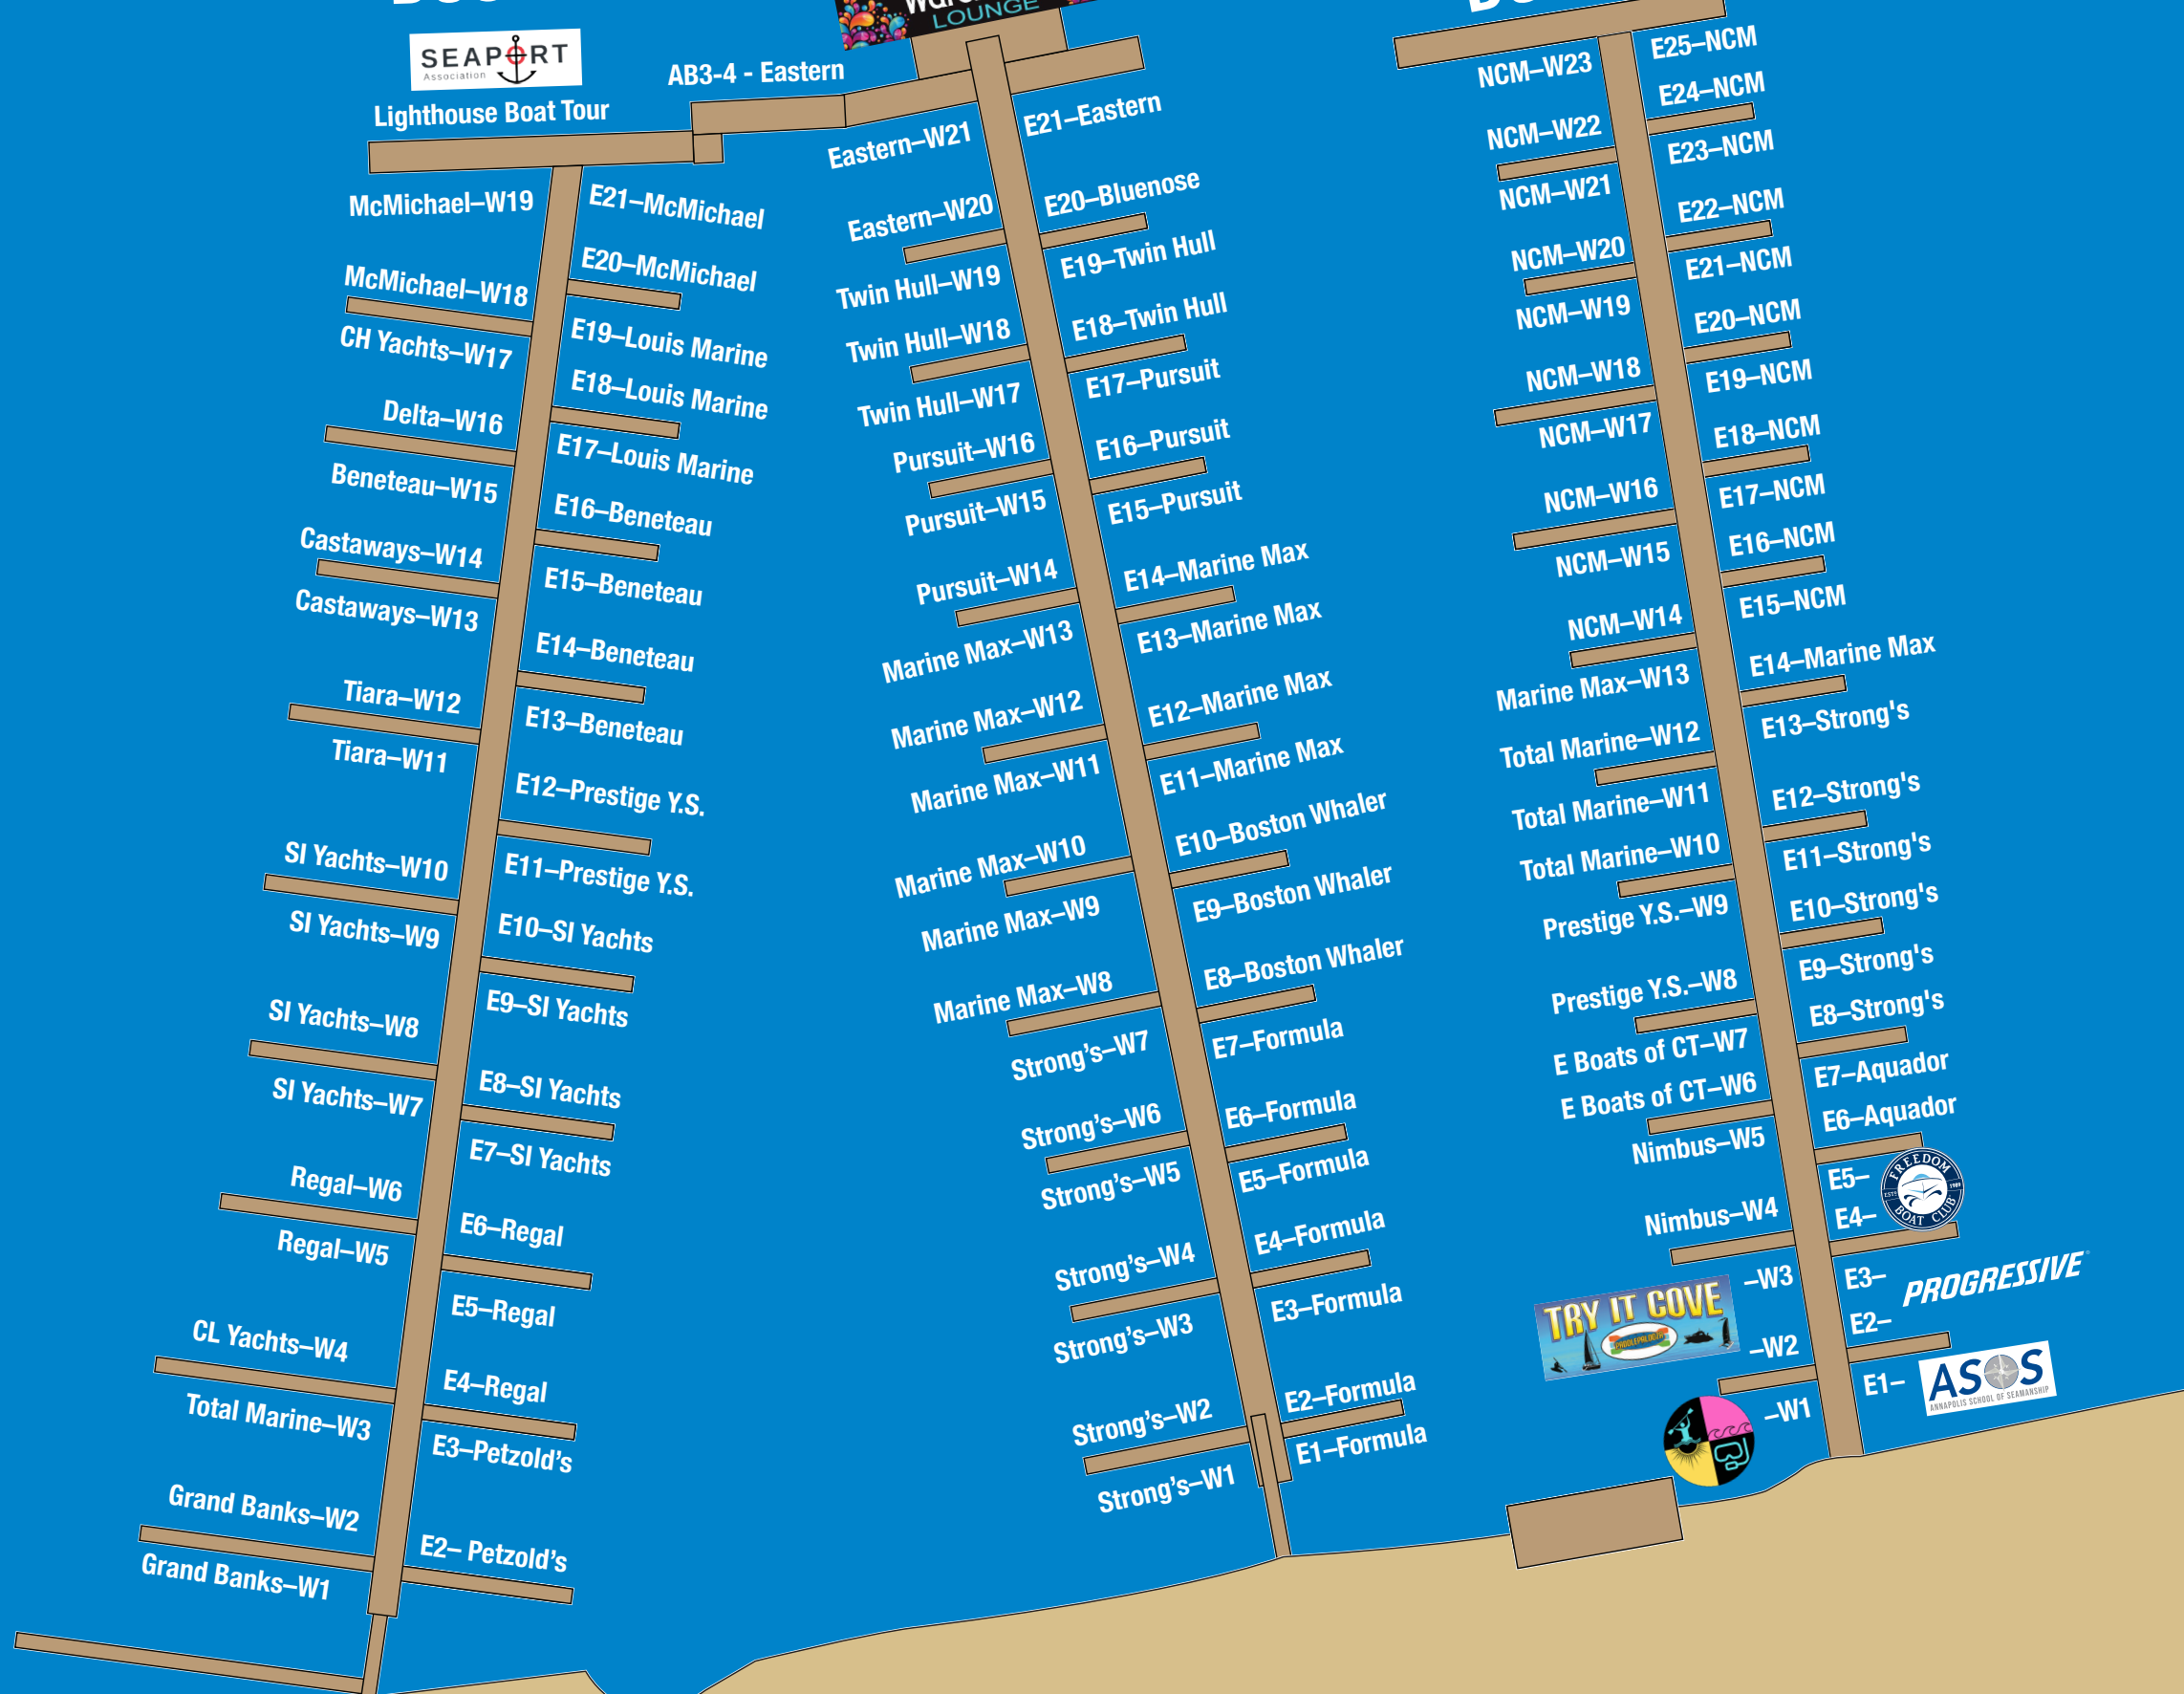 SEAPORT
Association
Lighthouse Boat Tour
McMichael–W19
McMichael–W18
CH Yachts–W17
Delta–W16
Beneteau–W15
Castaways–W14
Castaways–W13
Tiara–W12
Tiara–W11
SI Yachts–W10
SI Yachts–W9
SI Yachts–W8
SI Yachts–W7
Regal–W6
Regal–W5
CL Yachts–W4
Total Marine–W3
Grand Banks–W2
Grand Banks–W1
E21–McMichael
E20–McMichael
E19–Louis Marine
E18–Louis Marine
E17–Louis Marine
E16–Beneteau
E15–Beneteau
E14–Beneteau
E13–Beneteau
E12–Prestige Y.S.
E11–Prestige Y.S.
E10–SI Yachts
E9–SI Yachts
E8–SI Yachts
E7–SI Yachts
E6–Regal
E5–Regal
E4–Regal
E3–Petzold’s
E2– Petzold’s
LOUNGE
AB3-4 - Eastern
Eastern–W21
Eastern–W20
Twin Hull–W19
Twin Hull–W18
Twin Hull–W17
Pursuit–W16
Pursuit–W15
Pursuit–W14
Marine Max–W13
Marine Max–W12
Marine Max–W11
Marine Max–W10
Marine Max–W9
Marine Max–W8
Strong’s–W7
Strong’s–W6
Strong’s–W5
Strong’s–W4
Strong’s–W3
Strong’s–W2
Strong’s–W1
E21–Eastern
E20–Bluenose
E19–Twin Hull
E18–Twin Hull
E17–Pursuit
E16–Pursuit
E15–Pursuit
E14–Marine Max
E13–Marine Max
E12–Marine Max
E11–Marine Max
E10–Boston Whaler
E9–Boston Whaler
E8–Boston Whaler
E7–Formula
E6–Formula
E5–Formula
E4–Formula
E3–Formula
E2–Formula
E1–Formula
NCM–W23
NCM–W22
NCM–W21
NCM–W20
NCM–W19
NCM–W18
NCM–W17
NCM–W16
NCM–W15
NCM–W14
Marine Max–W13
Total Marine–W12
Total Marine–W11
Total Marine–W10
Prestige Y.S.–W9
Prestige Y.S.–W8
E Boats of CT–W7
E Boats of CT–W6
Nimbus–W5
Nimbus–W4
–W3
TRY IT COVE
PADDLEPALOOZA
–W2
–W1
E25–NCM
E24–NCM
E23–NCM
E22–NCM
E21–NCM
E20–NCM
E19–NCM
E18–NCM
E17–NCM
E16–NCM
E15–NCM
E14–Marine Max
E13–Strong's
E12–Strong's
E11–Strong's
E10–Strong's
E9–Strong's
E8–Strong's
E7–Aquador
E6–Aquador
E5–
E4–
FREEDOM
ESTD 1989
BOAT CLUB
E3–
PROGRESSIVE
E2–
E1–
ASOS
ANNAPOLIS SCHOOL OF SEAMANSHIP